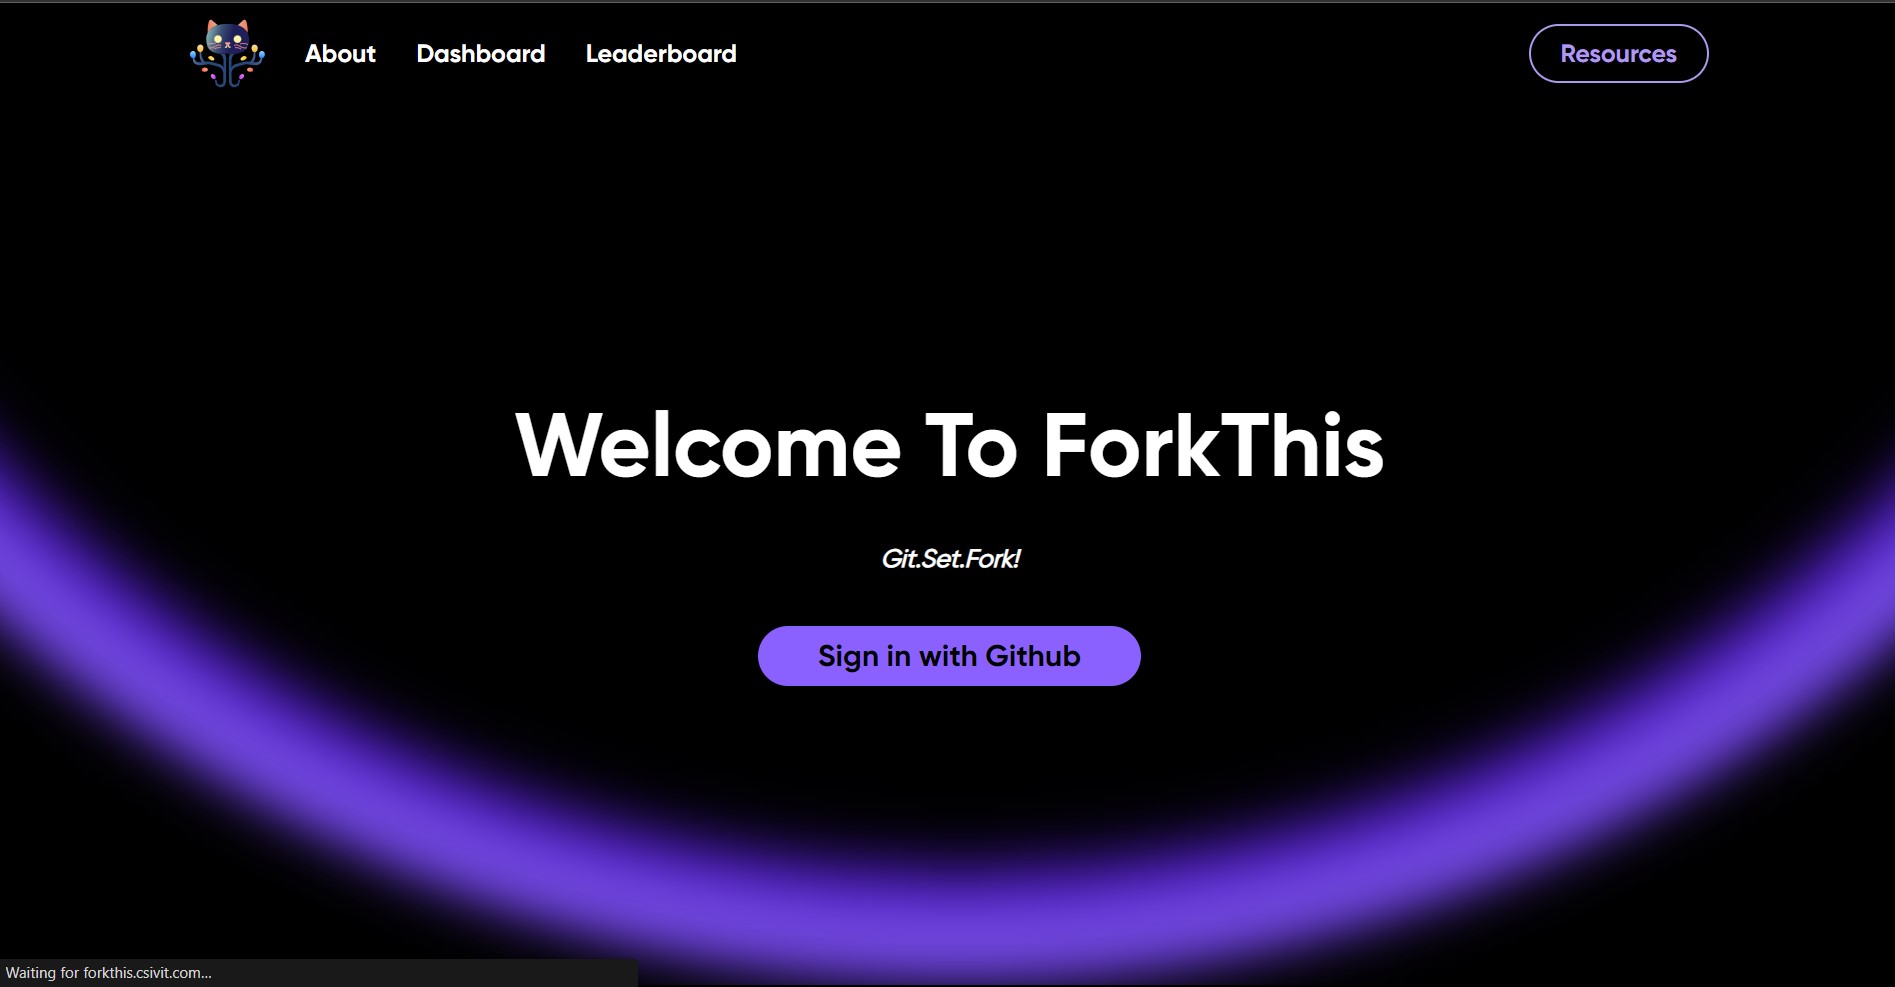 About Dashboard Leaderboard Resources
Welcome To ForkThis
Git.Set.Fork!
Sign in with Github
Waiting for forkthis.csivit.com...